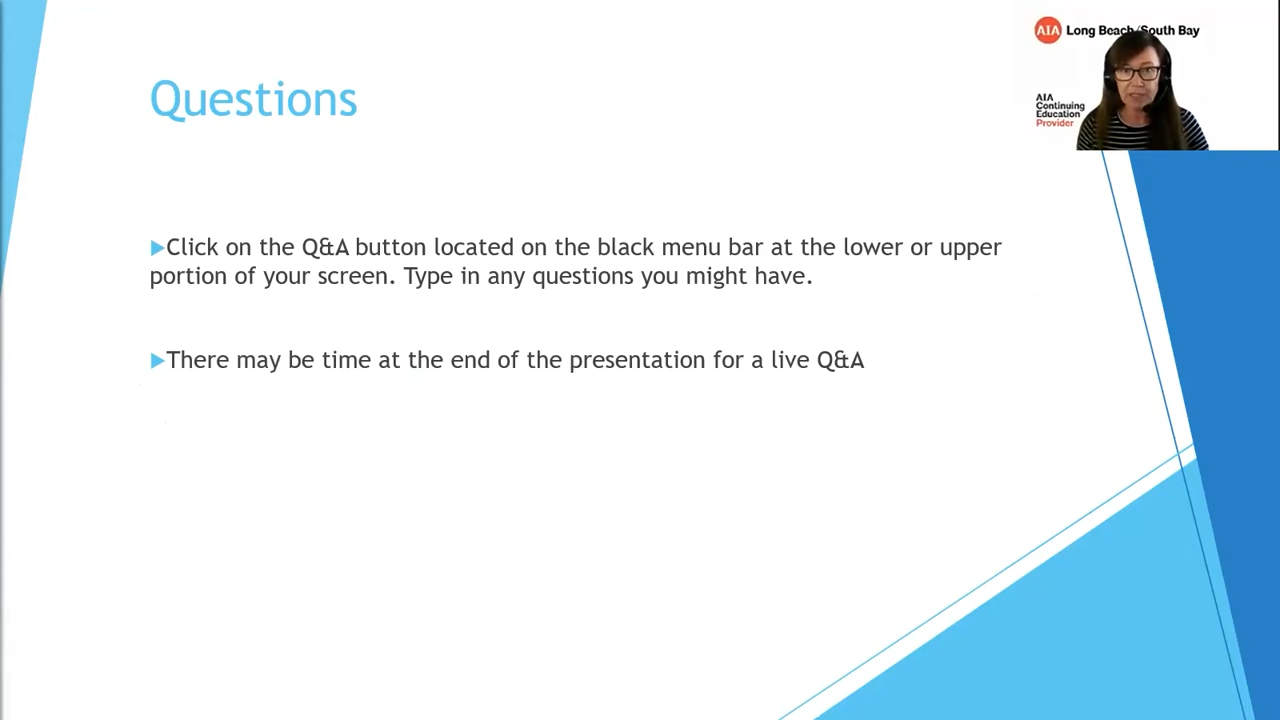 AIA Long Beach/South Bay
Questions
AIA
Continuing
Education
Provider
Click on the Q&A button located on the black menu bar at the lower or upper
portion of your screen. Type in any questions you might have.
There may be time at the end of the presentation for a live Q&A